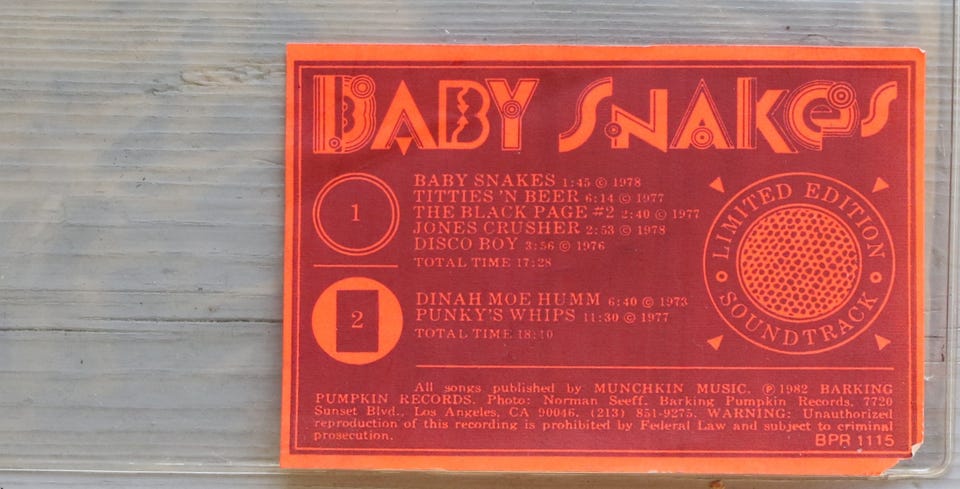 BABY SNAKES
1
BABY SNAKES 1:45 © 1978
TITTIES 'N BEER 6:14 © 1977
THE BLACK PAGE #2 2:40 © 1977
JONES CRUSHER 2:53 © 1978
DISCO BOY 3:56 © 1976
TOTAL TIME 17:28
LIMITED EDITION
SOUNDTRACK
2
DINAH MOE HUMM 6:40 © 1973
PUNKY'S WHIPS 11:30 © 1977
TOTAL TIME 18:10
All songs published by MUNCHKIN MUSIC. ℗ 1982 BARKING
PUMPKIN RECORDS. Photo: Norman Seeff. Barking Pumpkin Records, 7720
Sunset Blvd., Los Angeles, CA 90046. (213) 851-9275. WARNING: Unauthorized
reproduction of this recording is prohibited by Federal Law and subject to criminal
prosecution.
BPR 1115